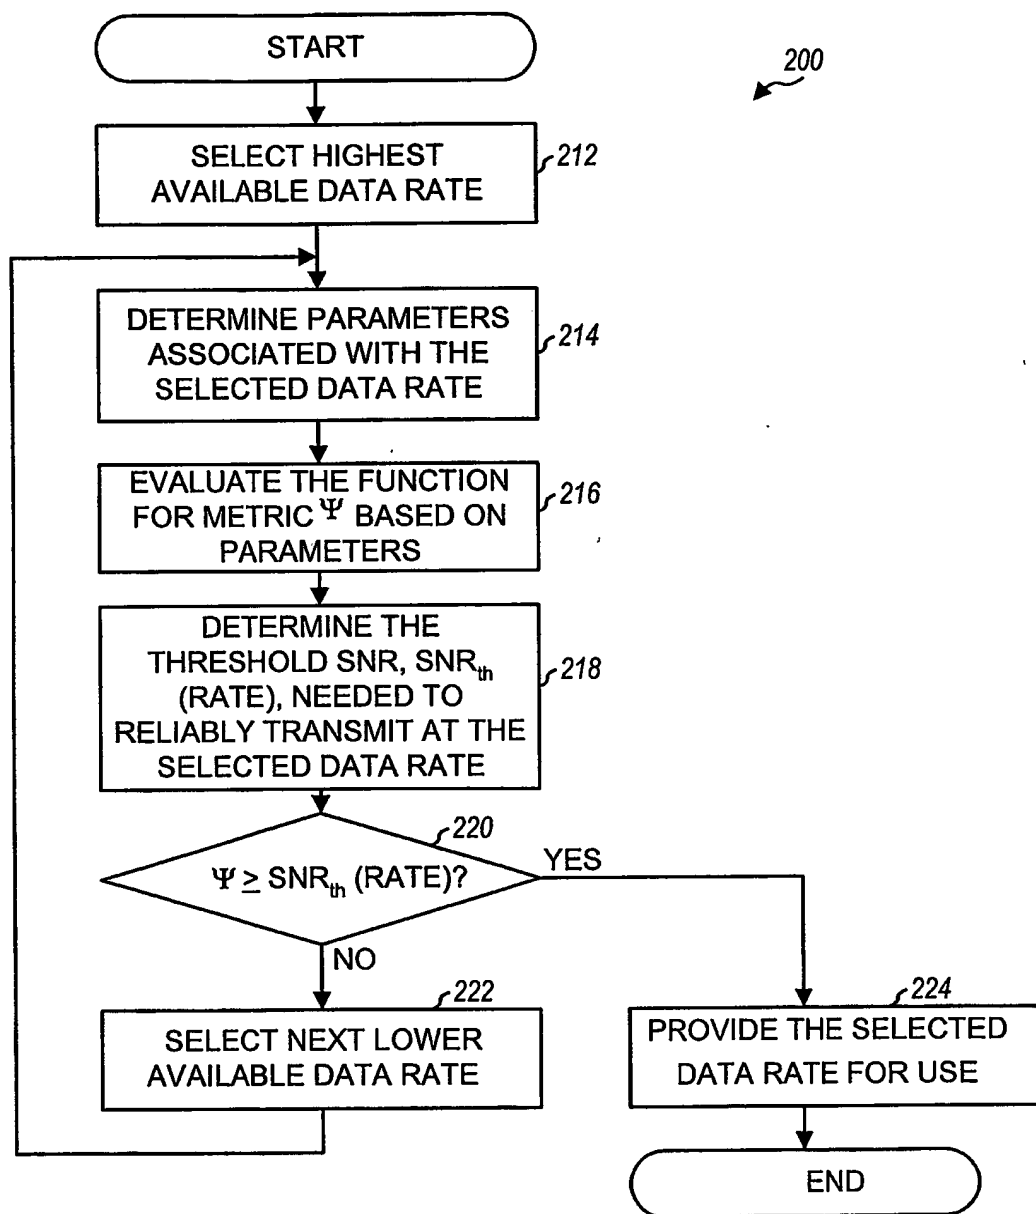 START
200
SELECT HIGHEST
AVAILABLE DATA RATE
212
DETERMINE PARAMETERS
ASSOCIATED WITH THE
SELECTED DATA RATE
214
EVALUATE THE FUNCTION
FOR METRIC Ψ BASED ON
PARAMETERS
216
DETERMINE THE
THRESHOLD SNR, SNRth
(RATE), NEEDED TO
RELIABLY TRANSMIT AT THE
SELECTED DATA RATE
218
220
Ψ ≥ SNRth (RATE)?
YES
NO
222
SELECT NEXT LOWER
AVAILABLE DATA RATE
224
PROVIDE THE SELECTED
DATA RATE FOR USE
END